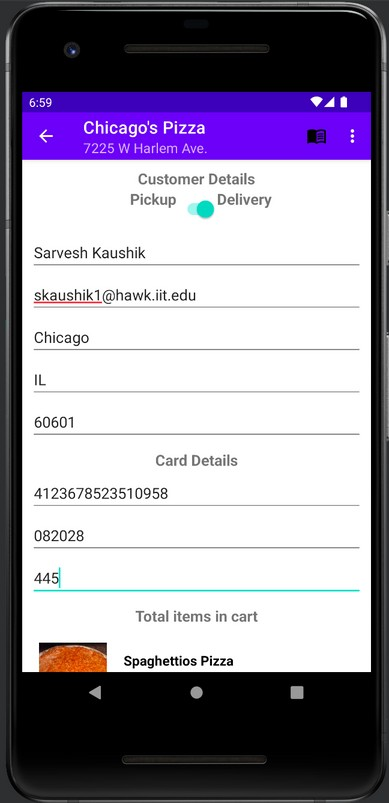 6:59
Chicago's Pizza
7225 W Harlem Ave.
Customer Details
Pickup Delivery
Sarvesh Kaushik
skaushik1@hawk.iit.edu
Chicago
IL
60601
Card Details
4123678523510958
082028
445
Total items in cart
Spaghettios Pizza